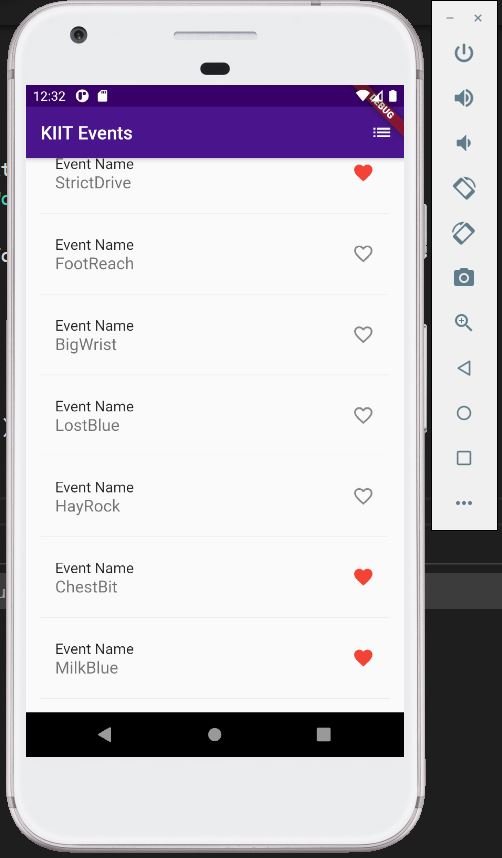 12:32
DEBUG
KIIT Events
Event Name
StrictDrive
Event Name
FootReach
Event Name
BigWrist
Event Name
LostBlue
Event Name
HayRock
Event Name
ChestBit
Event Name
MilkBlue